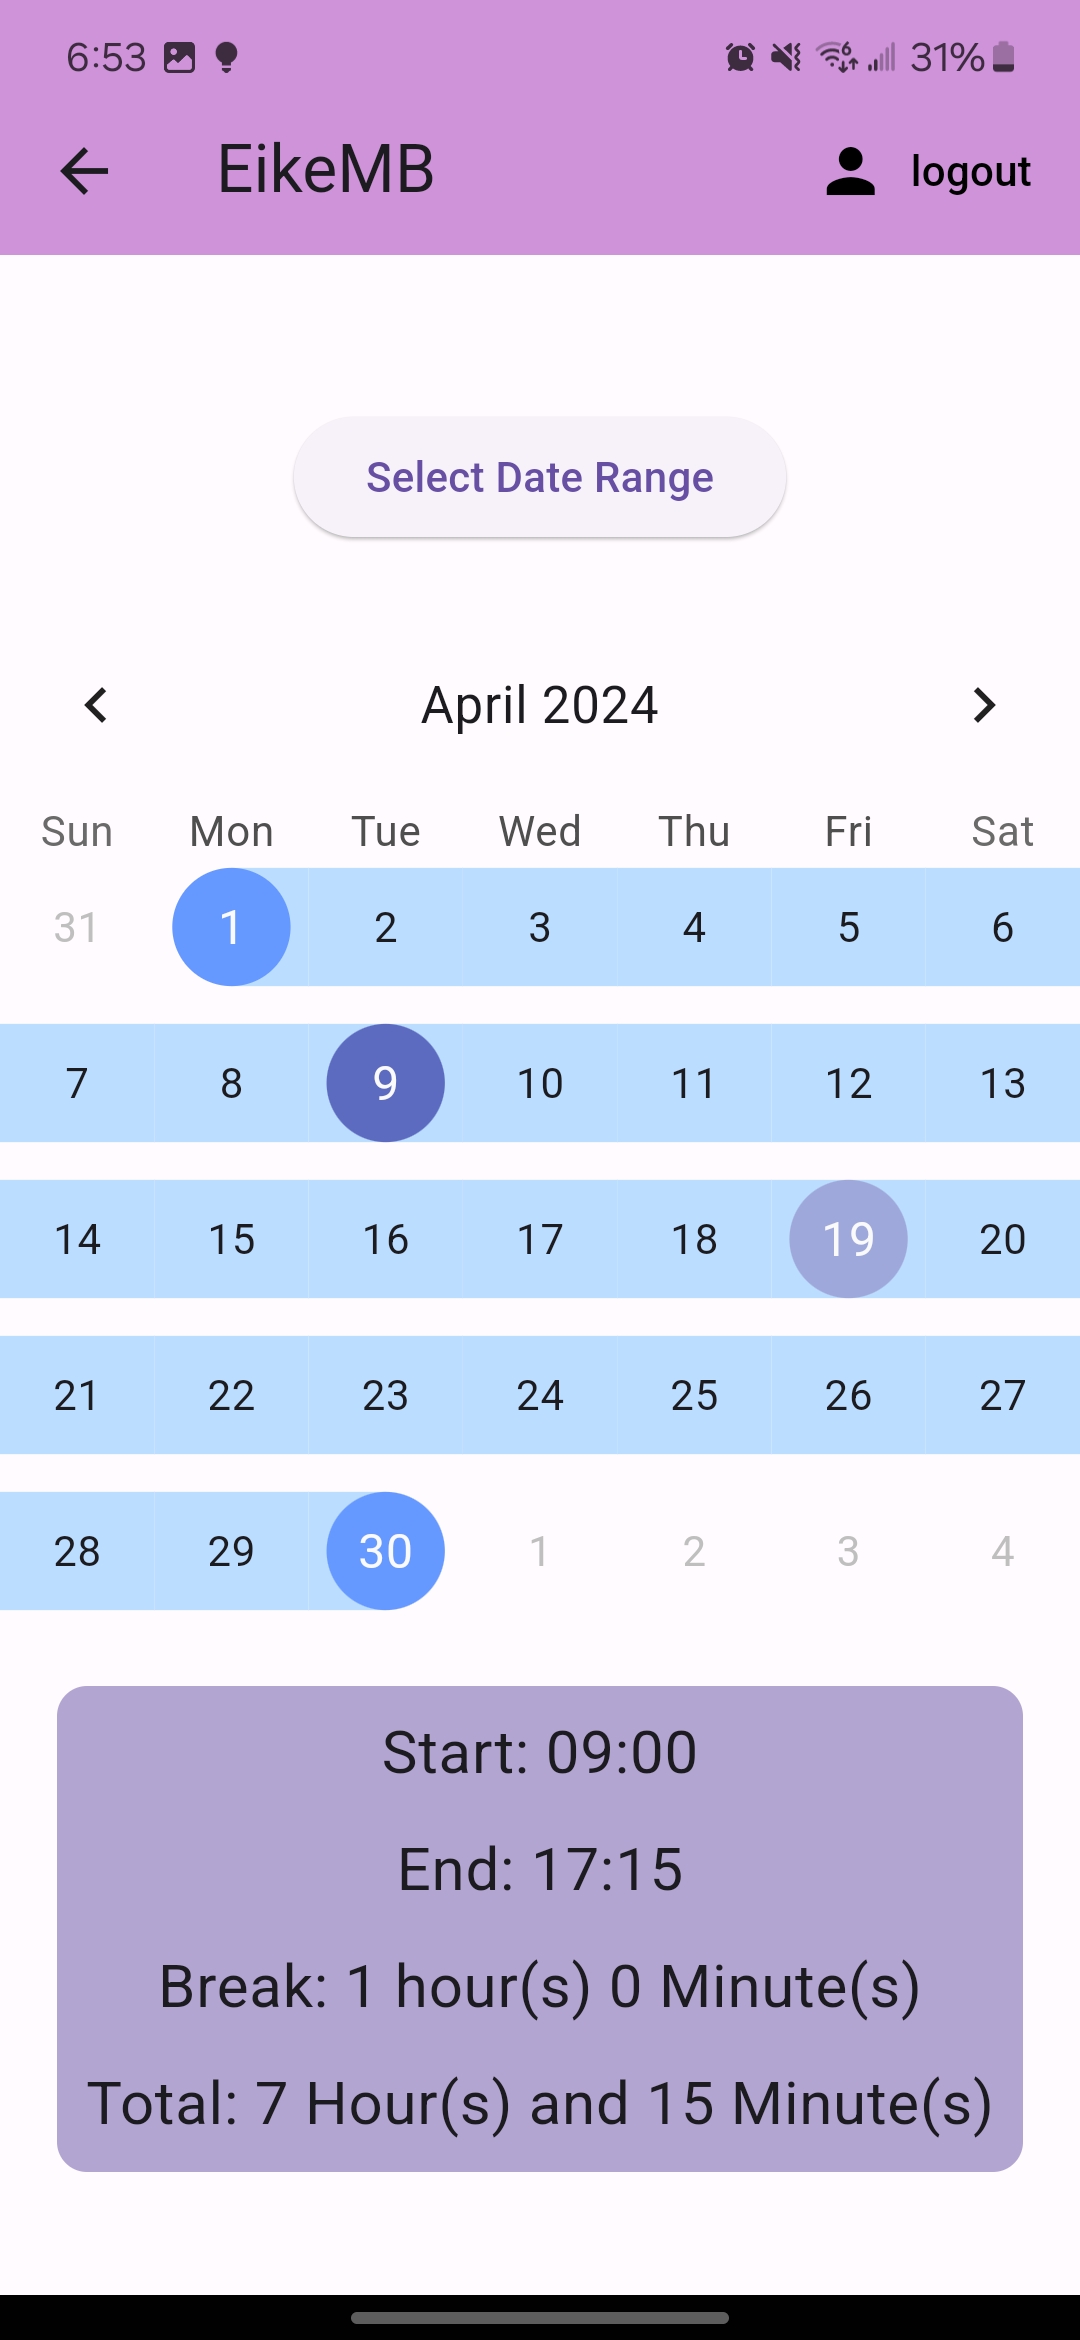 6:53 6 31%
EikeMB logout
Select Date Range
April 2024
Sun Mon Tue Wed Thu Fri Sat
31 1 2 3 4 5 6
7 8 9 10 11 12 13
14 15 16 17 18 19 20
21 22 23 24 25 26 27
28 29 30 1 2 3 4
Start: 09:00
End: 17:15
Break: 1 hour(s) 0 Minute(s)
Total: 7 Hour(s) and 15 Minute(s)